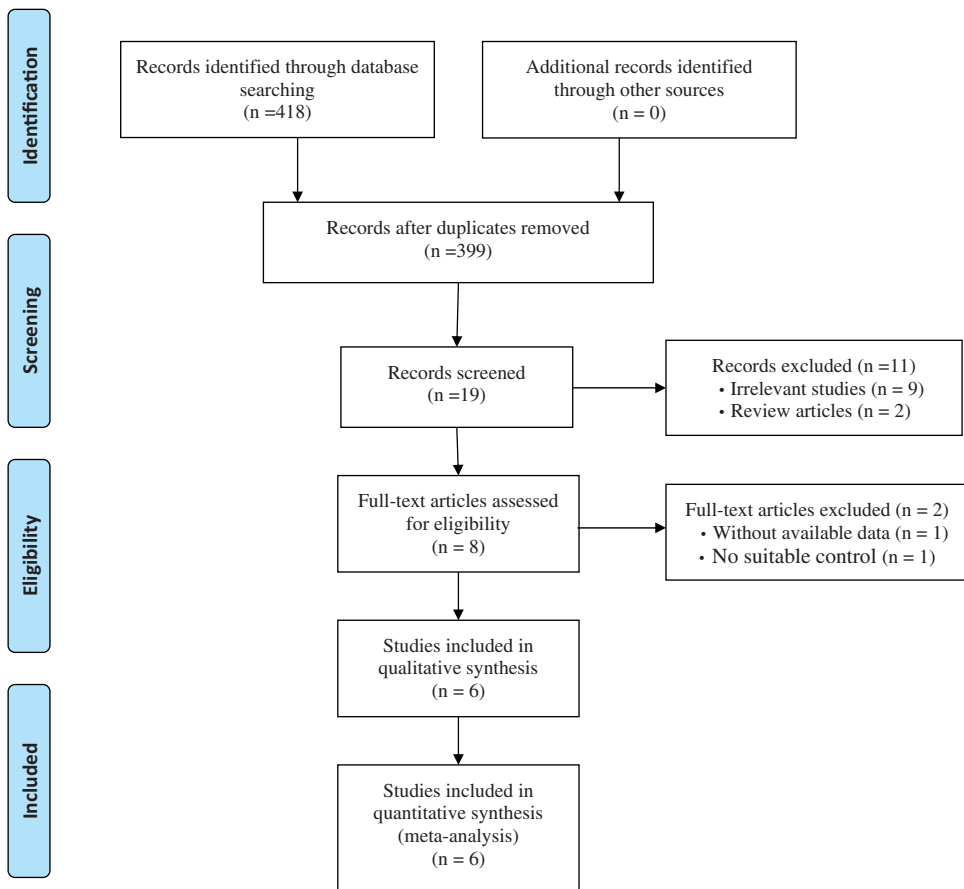 Identification
Records identified through database
searching
(n =418)
Additional records identified
through other sources
(n = 0)
Records after duplicates removed
(n =399)
Screening
Records screened
(n =19)
Records excluded (n =11)
• Irrelevant studies (n = 9)
• Review articles (n = 2)
Eligibility
Full-text articles assessed
for eligibility
(n = 8)
Full-text articles excluded (n = 2)
• Without available data (n = 1)
• No suitable control (n = 1)
Studies included in
qualitative synthesis
(n = 6)
Included
Studies included in
quantitative synthesis
(meta-analysis)
(n = 6)